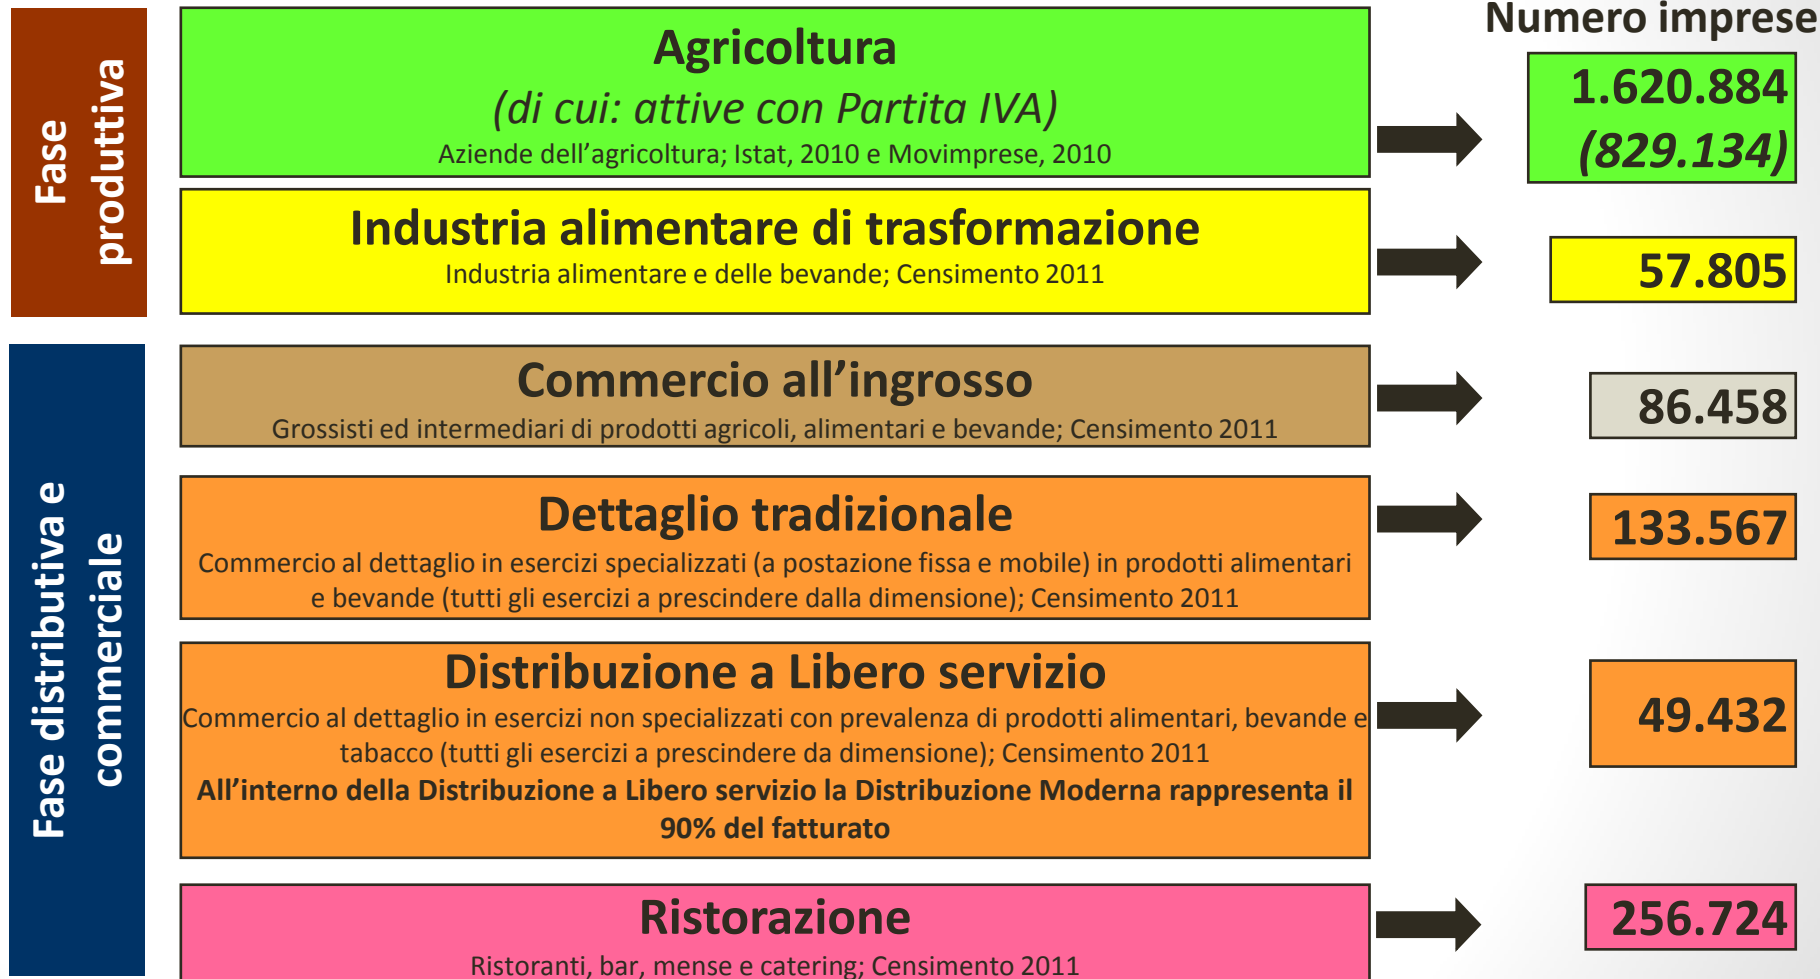 Numero imprese
Fase
produttiva
Agricoltura
(di cui: attive con Partita IVA)
Aziende dell’agricoltura; Istat, 2010 e Movimprese, 2010
1.620.884
(829.134)
Industria alimentare di trasformazione
Industria alimentare e delle bevande; Censimento 2011
57.805
Fase distributiva e
commerciale
Commercio all’ingrosso
Grossisti ed intermediari di prodotti agricoli, alimentari e bevande; Censimento 2011
86.458
Dettaglio tradizionale
Commercio al dettaglio in esercizi specializzati (a postazione fissa e mobile) in prodotti alimentari
e bevande (tutti gli esercizi a prescindere dalla dimensione); Censimento 2011
133.567
Distribuzione a Libero servizio
Commercio al dettaglio in esercizi non specializzati con prevalenza di prodotti alimentari, bevande e
tabacco (tutti gli esercizi a prescindere da dimensione); Censimento 2011
All’interno della Distribuzione a Libero servizio la Distribuzione Moderna rappresenta il
90% del fatturato
49.432
Ristorazione
Ristoranti, bar, mense e catering; Censimento 2011
256.724